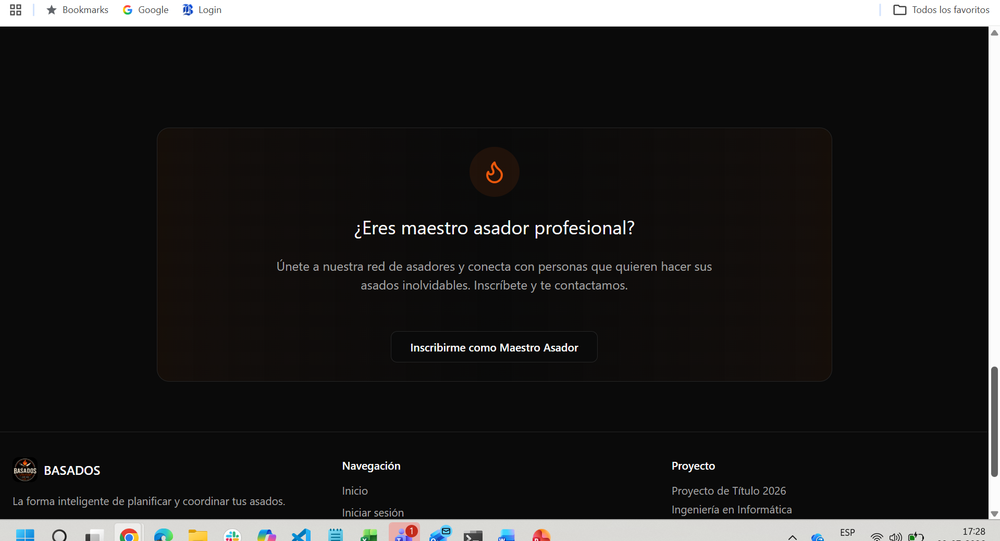 Bookmarks
Google
Login
Todos los favoritos
¿Eres maestro asador profesional?
Únete a nuestra red de asadores y conecta con personas que quieren hacer sus
asados inolvidables. Inscríbete y te contactamos.
Inscribirme como Maestro Asador
BASADOS
BASADOS
La forma inteligente de planificar y coordinar tus asados.
Navegación
Inicio
Iniciar sesión
Proyecto
Proyecto de Título 2026
Ingeniería en Informática
1
ESP
17:28